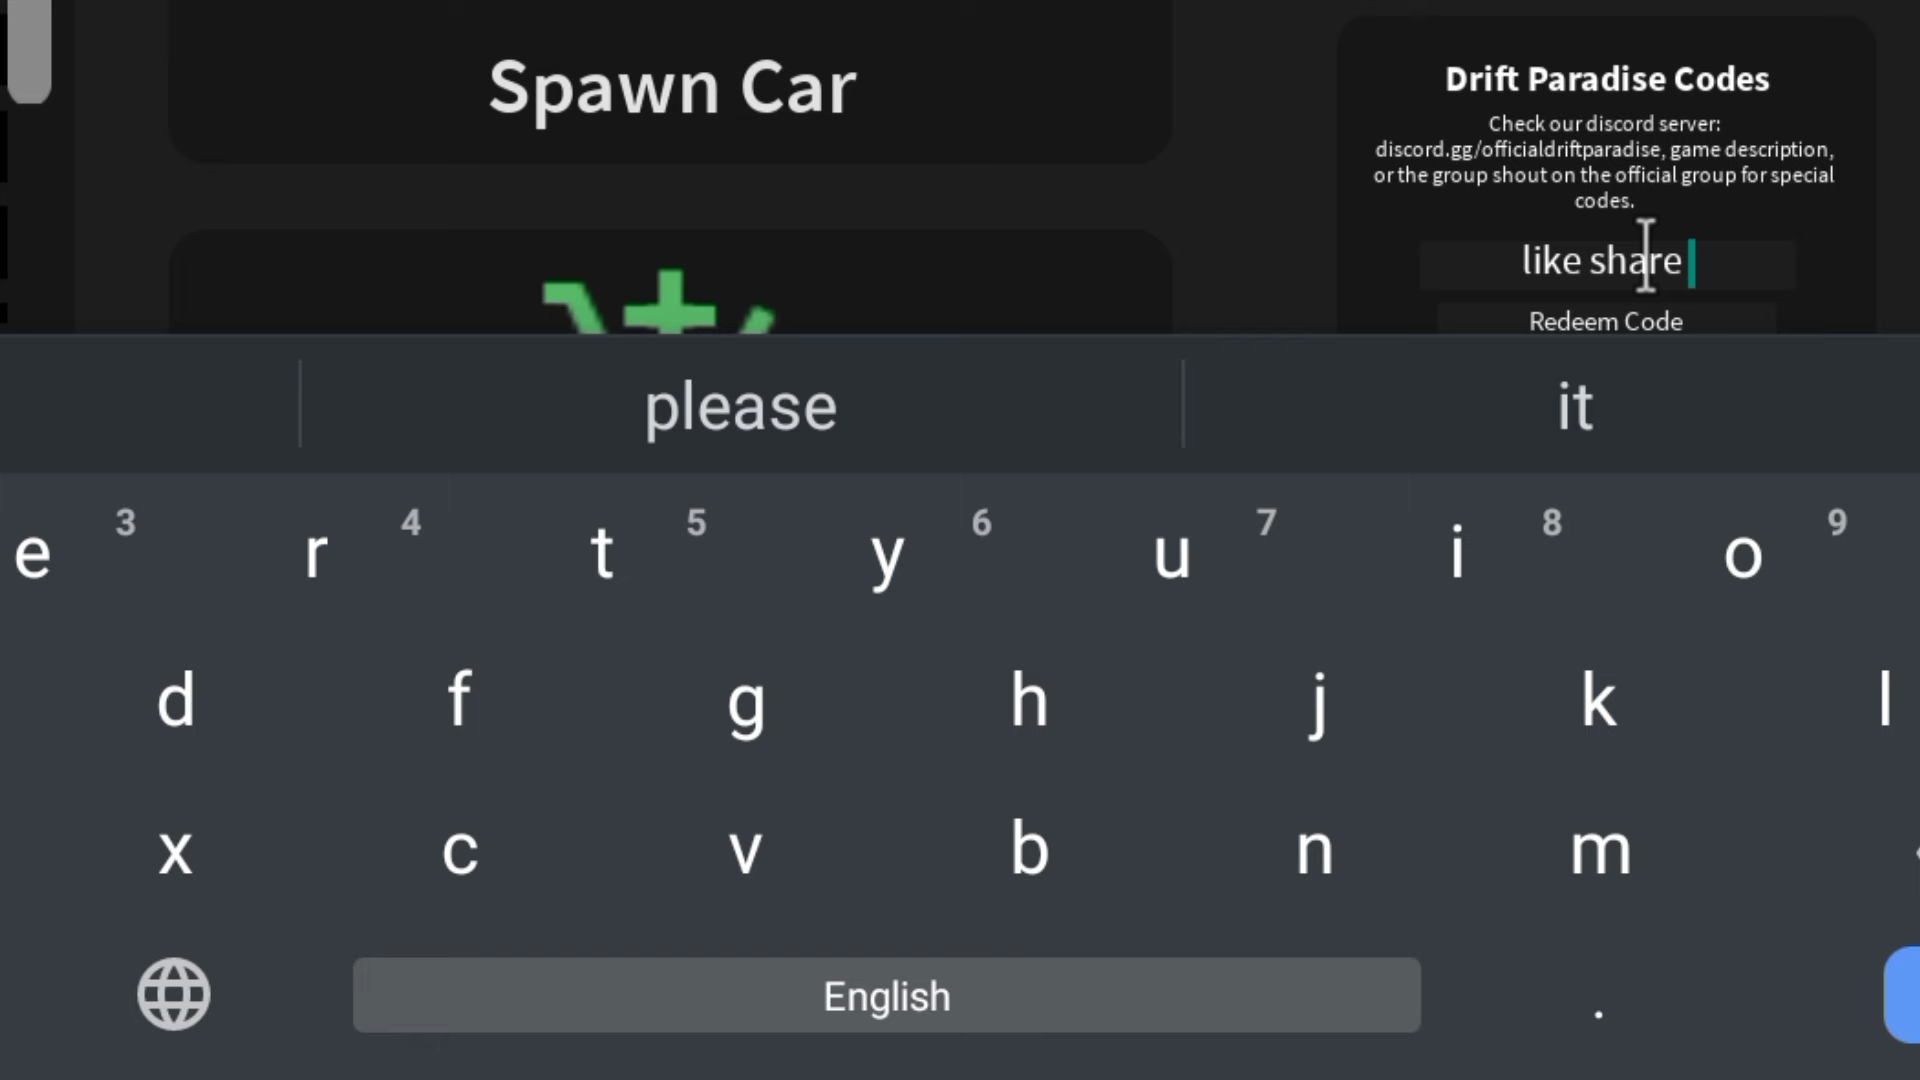 Spawn Car
Drift Paradise Codes
Check our discord server:
discord.gg/officialdriftparadise, game description,
or the group shout on the official group for special
codes.
like share
Redeem Code
please it
3 4 5 6 7 8 9
e r t y u i o
d f g h j k l
x c v b n m
English .